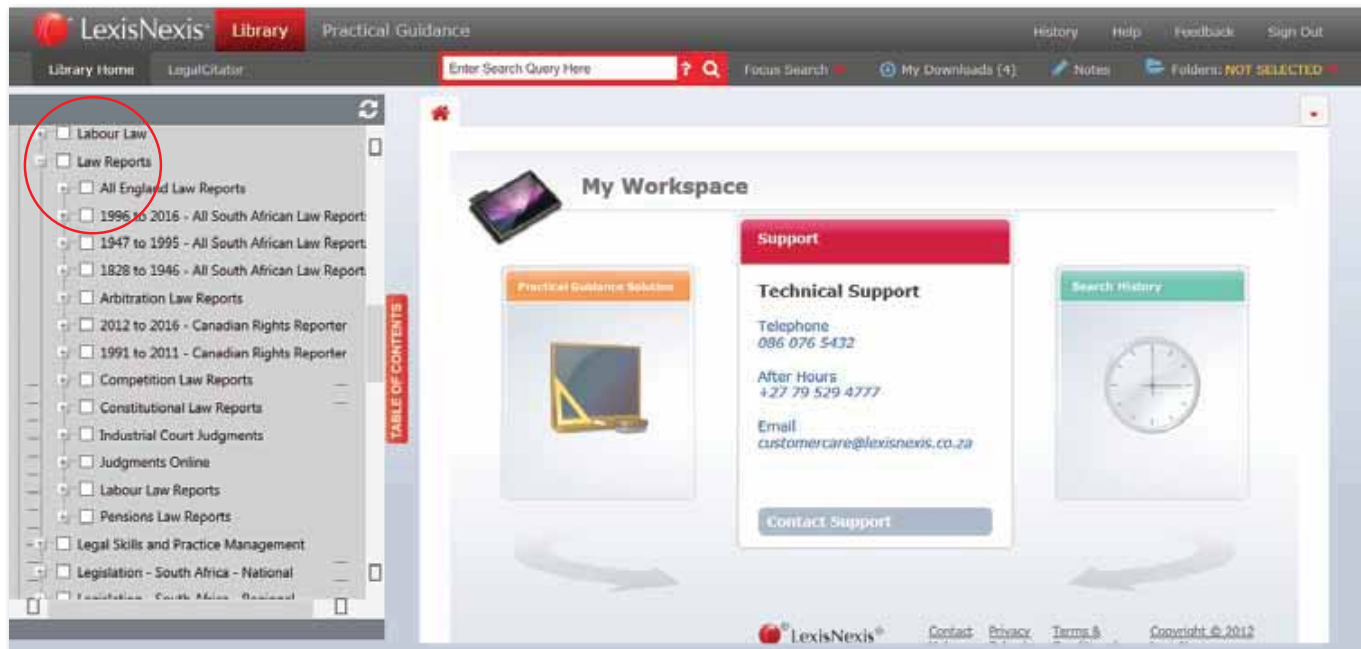 LexisNexis® Library Practical Guidance History Help Feedback Sign Out
Library Home LegalCitator Enter Search Query Here ? Focus Search My Downloads (4) Notes Folders: NOT SELECTED
Labour Law
Law Reports
All England Law Reports
1996 to 2016 - All South African Law Report
1947 to 1995 - All South African Law Report
1828 to 1946 - All South African Law Report
Arbitration Law Reports
2012 to 2016 - Canadian Rights Reporter
1991 to 2011 - Canadian Rights Reporter
Competition Law Reports
Constitutional Law Reports
Industrial Court Judgments
Judgments Online
Labour Law Reports
Pensions Law Reports
Legal Skills and Practice Management
Legislation - South Africa - National
Legislation - South Africa - Regional
TABLE OF CONTENTS
My Workspace
Practical Guidance Solution
Support
Technical Support
Telephone
086 076 5432
After Hours
+27 79 529 4777
Email
customercare@lexisnexis.co.za
Contact Support
Search History
LexisNexis® Contact Privacy Terms & Copyright © 2012